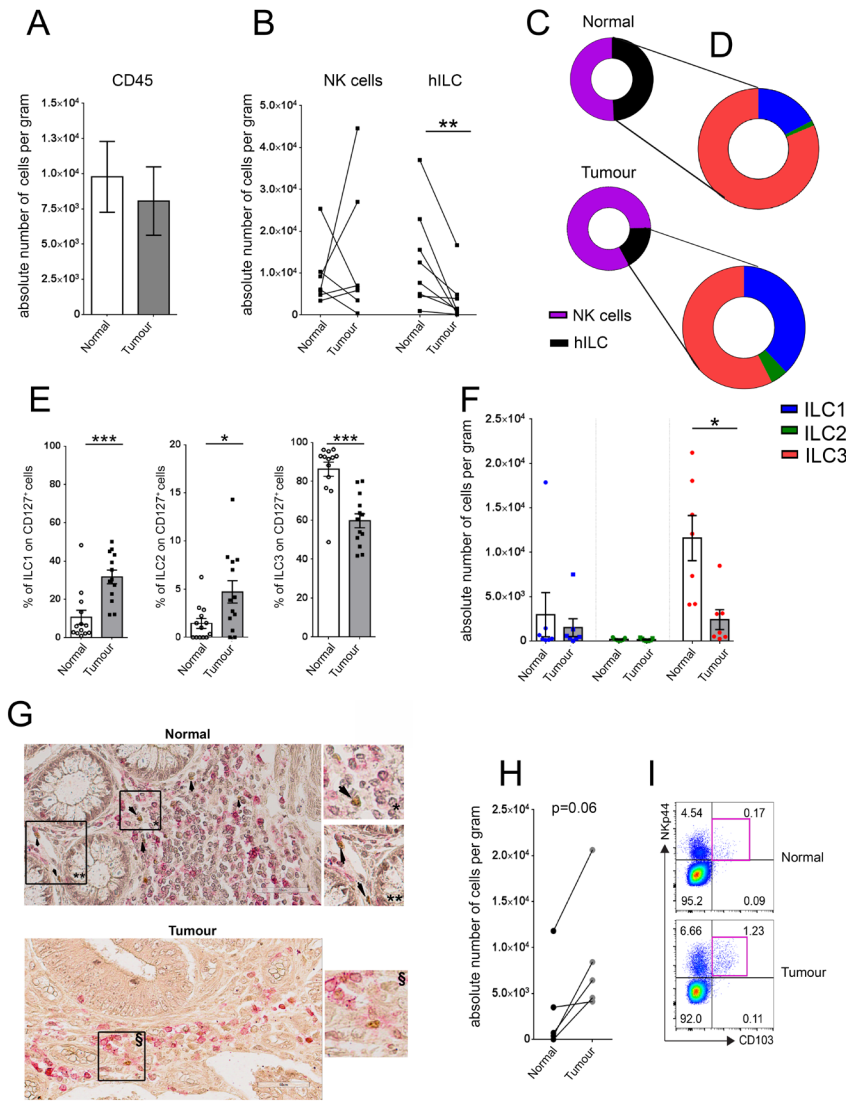 A
CD45
absolute number of cells per gram
1.5×10⁴
1.3×10⁴
1.0×10⁴
7.5×10³
5.0×10³
2.5×10³
0
Normal
Tumour
B
NK cells
hILC
absolute number of cells per gram
5.0×10⁴
4.0×10⁴
3.0×10⁴
2.0×10⁴
1.0×10⁴
0
**
Normal
Tumour
Normal
Tumour
C
Normal
Tumour
NK cells
hILC
D
ILC1
ILC2
ILC3
E
% of ILC1 on CD127⁺ cells
100
80
60
40
20
0
***
Normal
Tumour
% of ILC2 on CD127⁺ cells
20
15
10
5
0
*
Normal
Tumour
% of ILC3 on CD127⁺ cells
100
80
60
40
20
0
***
Normal
Tumour
F
absolute number of cells per gram
2.5×10⁴
2.0×10⁴
1.5×10⁴
1.0×10⁴
5.0×10³
0
*
Normal
Tumour
Normal
Tumour
Normal
Tumour
G
Normal
*
**
*
**
Tumour
§
§
H
p=0.06
absolute number of cells per gram
2.5×10⁴
2.0×10⁴
1.5×10⁴
1.0×10⁴
5.0×10³
0
Normal
Tumour
I
NKp44
4.54
0.17
95.2
0.09
Normal
6.66
1.23
92.0
0.11
Tumour
CD103